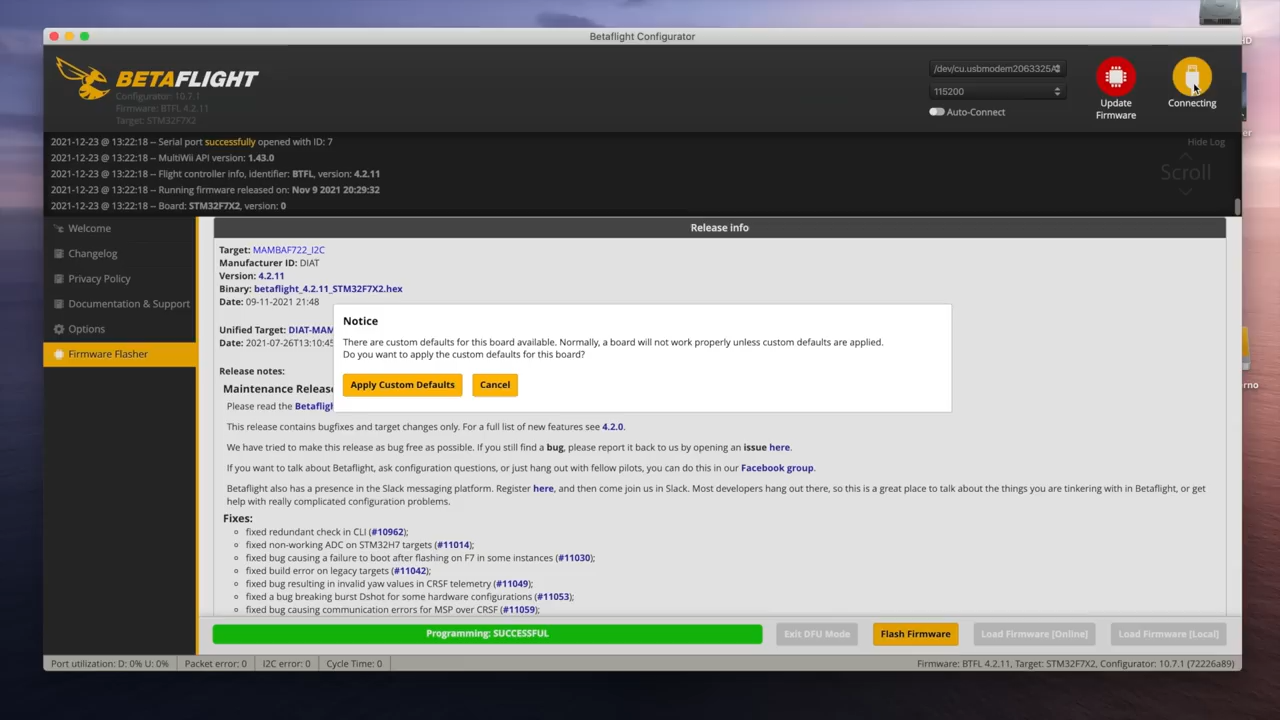 Betaflight Configurator
BETAFLIGHT
Configurator: 10.7.1
Firmware: BTFL 4.2.11
Target: STM32F7X2
/dev/cu.usbmodem2063325A
115200
Auto-Connect
Update
Firmware
Connecting
2021-12-23 @ 13:22:18 -- Serial port successfully opened with ID: 7
2021-12-23 @ 13:22:18 -- MultiWii API version: 1.43.0
2021-12-23 @ 13:22:18 -- Flight controller info, identifier: BTFL, version: 4.2.11
2021-12-23 @ 13:22:18 -- Running firmware released on: Nov 9 2021 20:29:32
2021-12-23 @ 13:22:18 -- Board: STM32F7X2, version: 0
Hide Log
Scroll
Welcome
Changelog
Privacy Policy
Documentation & Support
Options
Firmware Flasher
Release info
Target: MAMBAF722_I2C
Manufacturer ID: DIAT
Version: 4.2.11
Binary: betaflight_4.2.11_STM32F7X2.hex
Date: 09-11-2021 21:48
Unified Target: DIAT-MAM
Date: 2021-07-26T13:10:45
Release notes:
Maintenance Releas
Please read the Betafligh
Notice
There are custom defaults for this board available. Normally, a board will not work properly unless custom defaults are applied.
Do you want to apply the custom defaults for this board?
Apply Custom Defaults
Cancel
This release contains bugfixes and target changes only. For a full list of new features see 4.2.0.
We have tried to make this release as bug free as possible. If you still find a bug, please report it back to us by opening an issue here.
If you want to talk about Betaflight, ask configuration questions, or just hang out with fellow pilots, you can do this in our Facebook group.
Betaflight also has a presence in the Slack messaging platform. Register here, and then come join us in Slack. Most developers hang out there, so this is a great place to talk about the things you are tinkering with in Betaflight, or get
help with really complicated configuration problems.
Fixes:
fixed redundant check in CLI (#10962);
fixed non-working ADC on STM32H7 targets (#11014);
fixed bug causing a failure to boot after flashing on F7 in some instances (#11030);
fixed build error on legacy targets (#11042);
fixed bug resulting in invalid yaw values in CRSF telemetry (#11049);
fixed a bug breaking burst Dshot for some hardware configurations (#11053);
fixed bug causing communication errors for MSP over CRSF (#11059);
Programming: SUCCESSFUL
Exit DFU Mode
Flash Firmware
Load Firmware [Online]
Load Firmware [Local]
Port utilization: D: 0% U: 0%
Packet error: 0
I2C error: 0
Cycle Time: 0
Firmware: BTFL 4.2.11, Target: STM32F7X2, Configurator: 10.7.1 (72226a89)